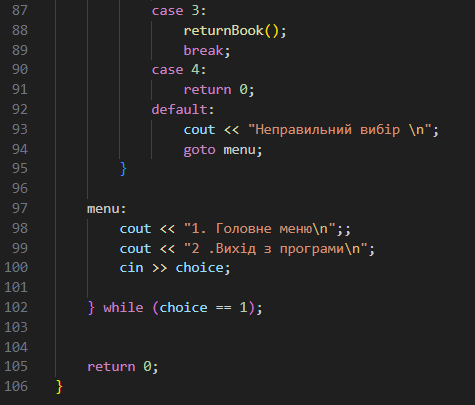 87 case 3:
88 returnBook();
89 break;
90 case 4:
91 return 0;
92 default:
93 cout << "Неправильний вибір \n";
94 goto menu;
95 }
96
97 menu:
98 cout << "1. Головне меню\n";;
99 cout << "2 .Вихід з програми\n";
100 cin >> choice;
101
102 } while (choice == 1);
103
104
105 return 0;
106 }